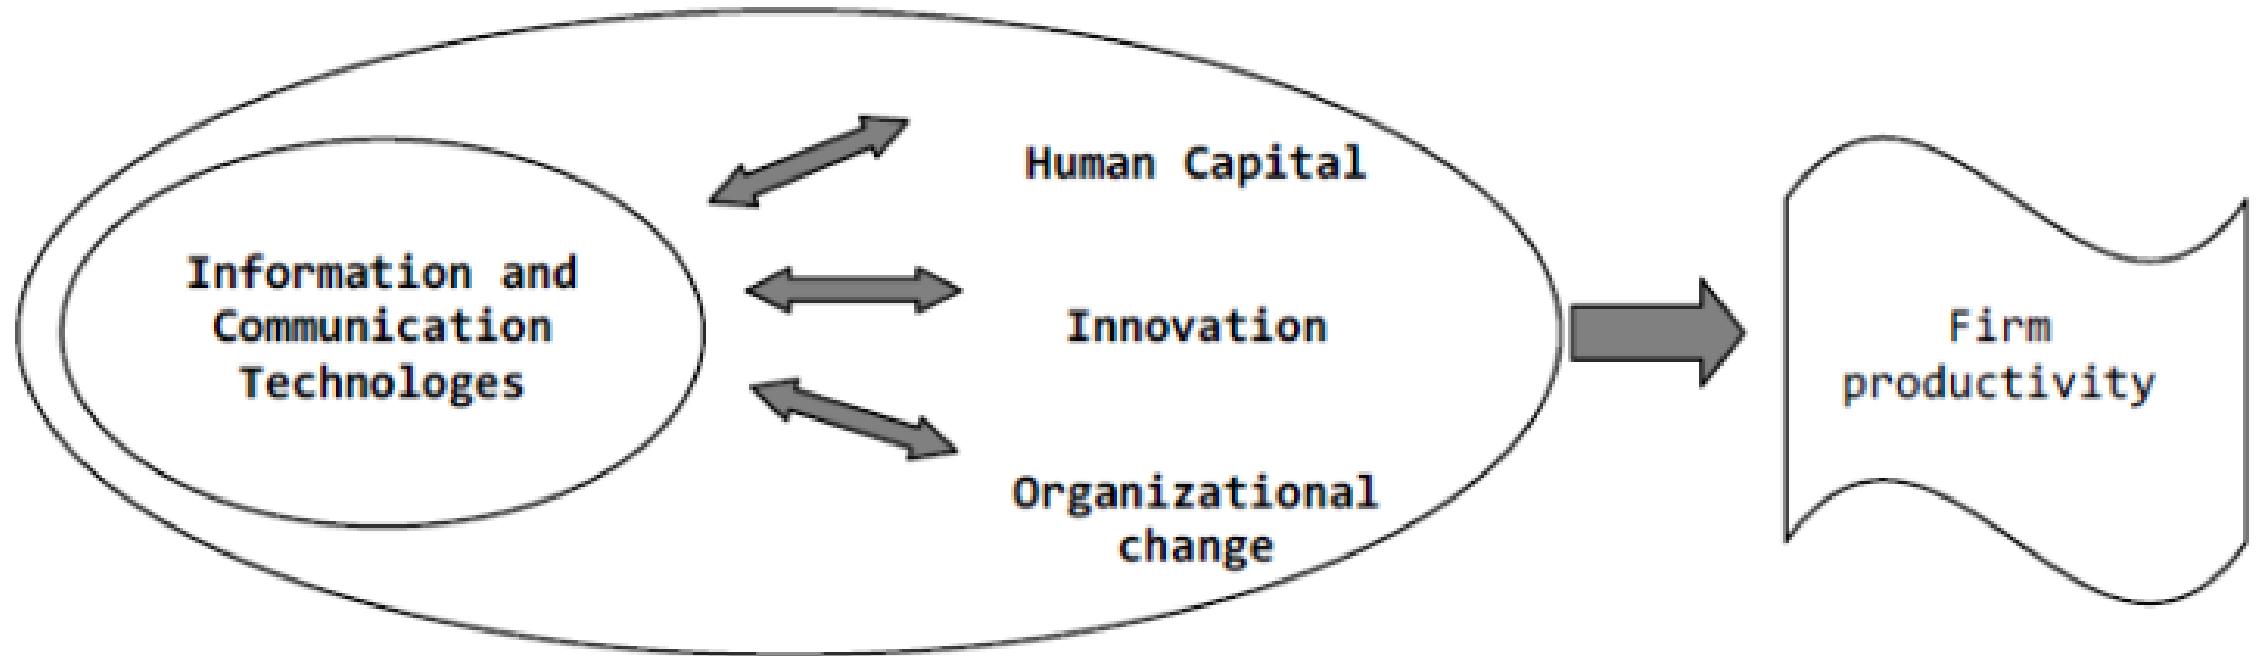 Human Capital
Information and
Communication
Technologes
Innovation
Organizational
change
Firm
productivity